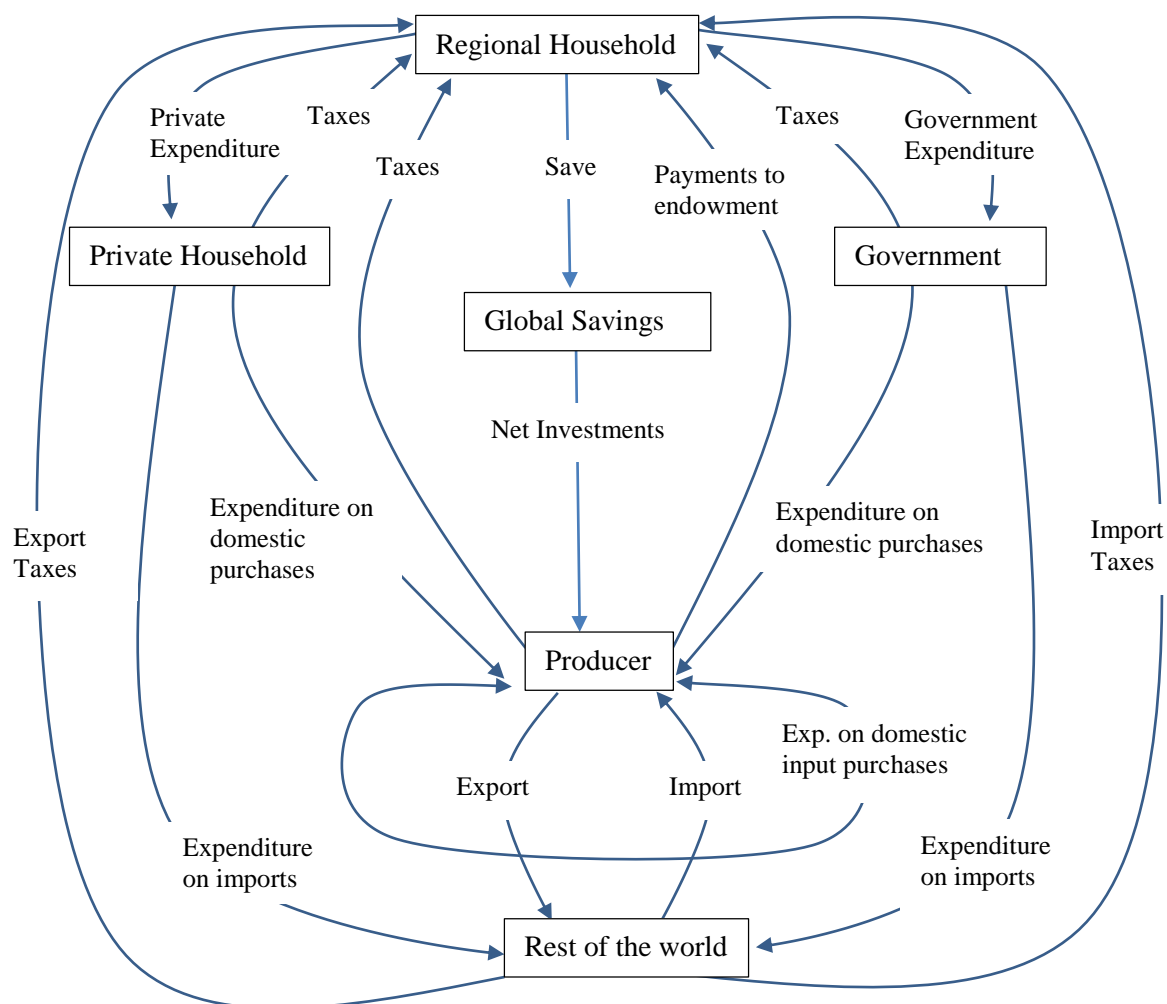 Regional Household
Private
Expenditure
Taxes
Taxes
Save
Payments to
endowment
Taxes
Government
Expenditure
Private Household
Government
Global Savings
Net Investments
Export
Taxes
Expenditure on
domestic
purchases
Expenditure on
domestic purchases
Import
Taxes
Producer
Exp. on domestic
input purchases
Export
Import
Expenditure
on imports
Expenditure
on imports
Rest of the world